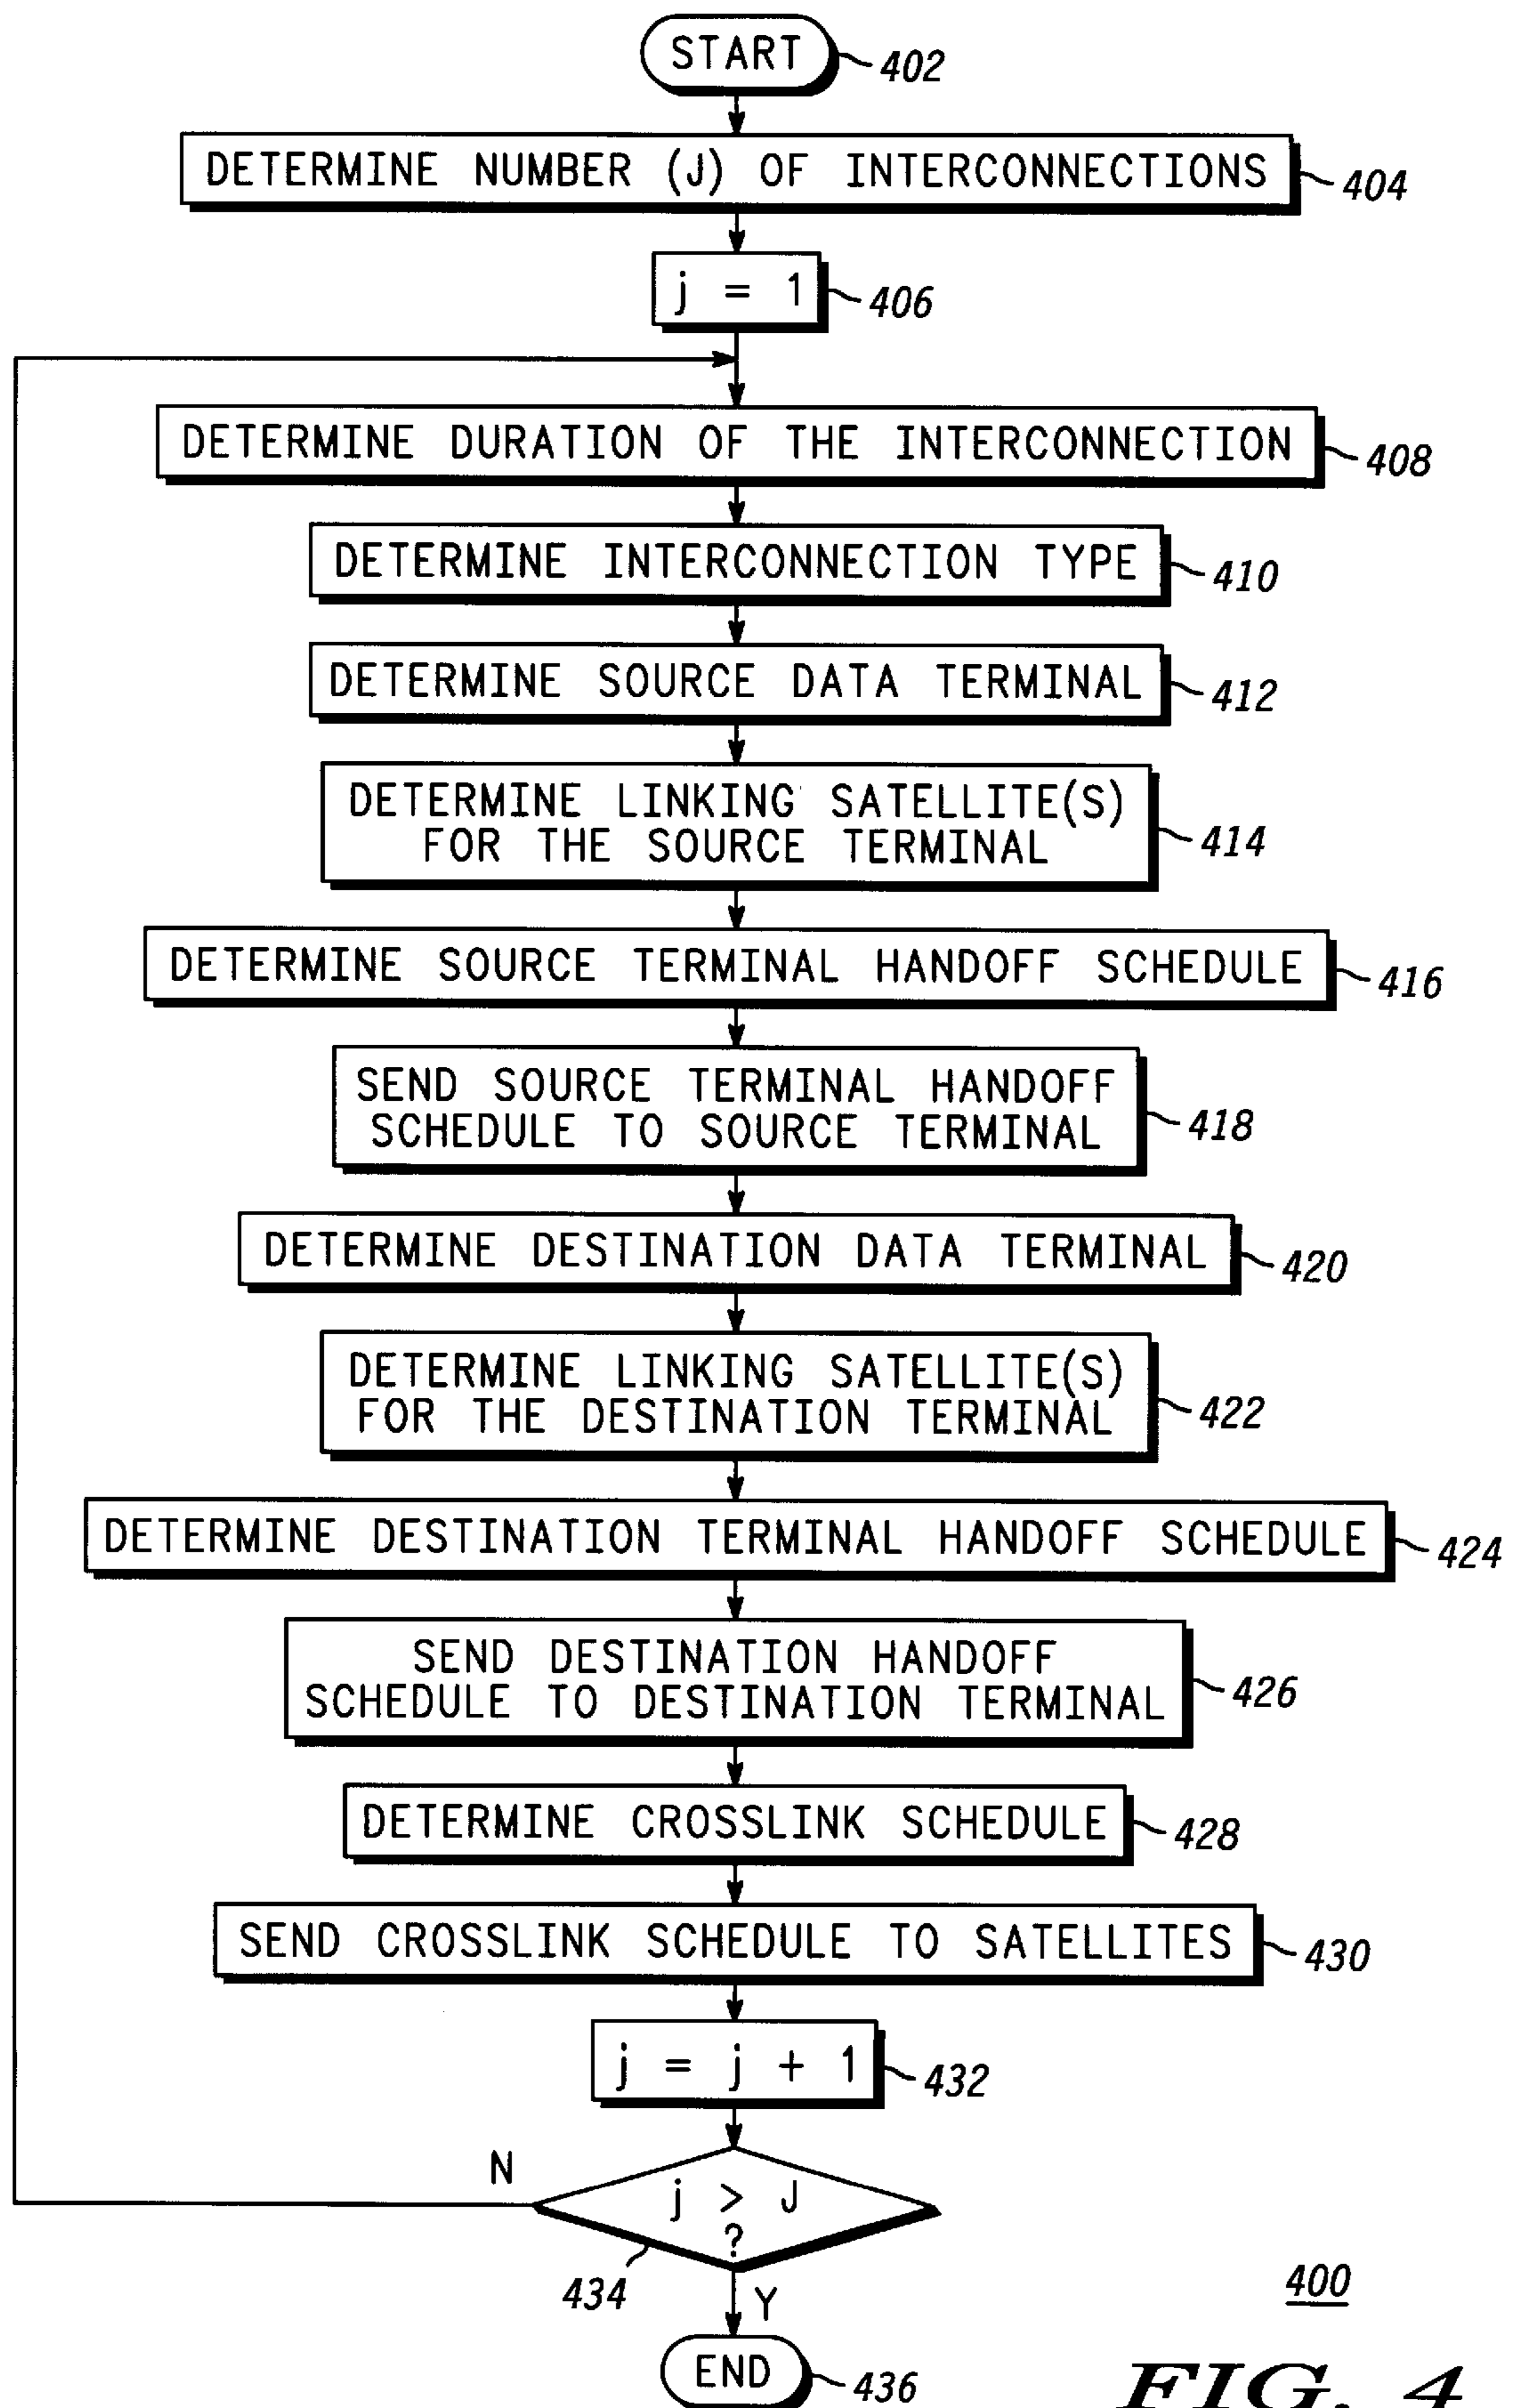 START
402
DETERMINE NUMBER (J) OF INTERCONNECTIONS
404
j = 1
406
DETERMINE DURATION OF THE INTERCONNECTION
408
DETERMINE INTERCONNECTION TYPE
410
DETERMINE SOURCE DATA TERMINAL
412
DETERMINE LINKING SATELLITE(S)
FOR THE SOURCE TERMINAL
414
DETERMINE SOURCE TERMINAL HANDOFF SCHEDULE
416
SEND SOURCE TERMINAL HANDOFF
SCHEDULE TO SOURCE TERMINAL
418
DETERMINE DESTINATION DATA TERMINAL
420
DETERMINE LINKING SATELLITE(S)
FOR THE DESTINATION TERMINAL
422
DETERMINE DESTINATION TERMINAL HANDOFF SCHEDULE
424
SEND DESTINATION HANDOFF
SCHEDULE TO DESTINATION TERMINAL
426
DETERMINE CROSSLINK SCHEDULE
428
SEND CROSSLINK SCHEDULE TO SATELLITES
430
j = j + 1
432
N
j > J
?
434
Y
400
END
436
FIG. 4